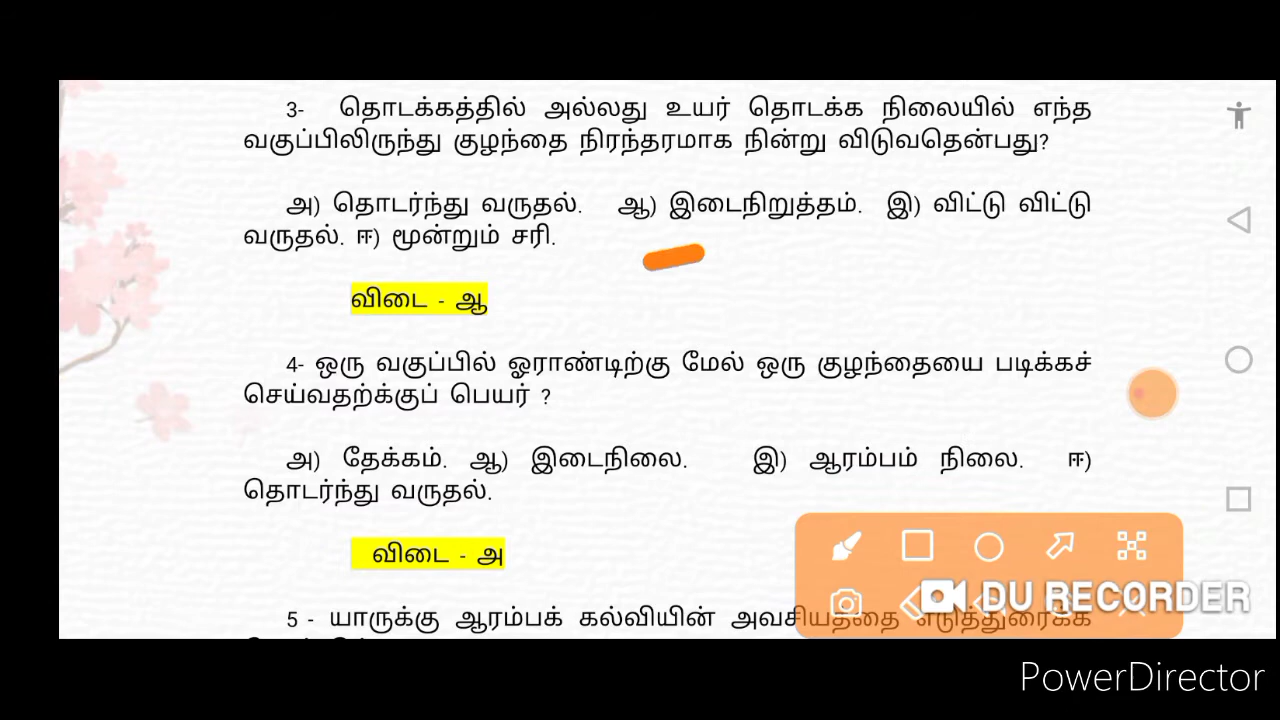 3- தொடக்கத்தில் அல்லது உயர் தொடக்க நிலையில் எந்த
வகுப்பிலிருந்து குழந்தை நிரந்தரமாக நின்று விடுவதென்பது?
அ) தொடர்ந்து வருதல். ஆ) இடைநிறுத்தம். இ) விட்டு விட்டு
வருதல். ஈ) மூன்றும் சரி.
விடை - ஆ
4- ஒரு வகுப்பில் ஓராண்டிற்கு மேல் ஒரு குழந்தையை படிக்கச்
செய்வதற்க்குப் பெயர் ?
அ) தேக்கம். ஆ) இடைநிலை. இ) ஆரம்பம் நிலை. ஈ)
தொடர்ந்து வருதல்.
விடை - அ
5 - யாருக்கு ஆரம்பக் கல்வியின் அவசியத்தை எடுத்துரைக்க
DU RECORDER
PowerDirector